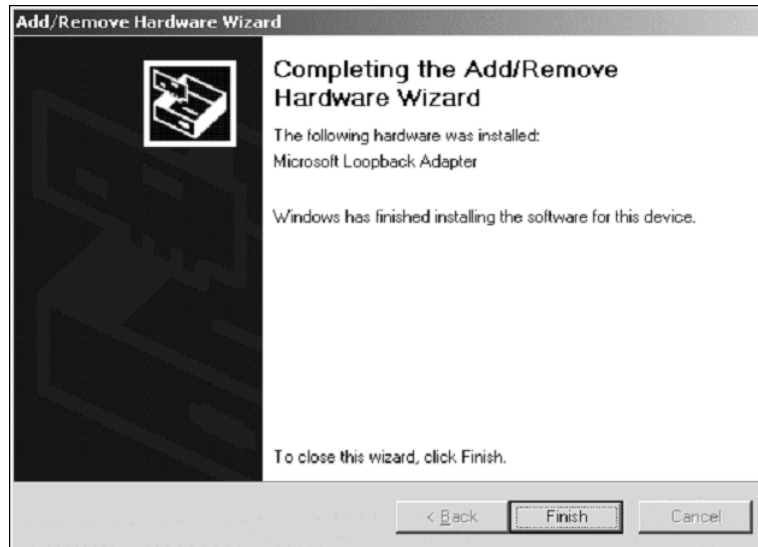 Add/Remove Hardware Wizard
Completing the Add/Remove
Hardware Wizard
The following hardware was installed:
Microsoft Loopback Adapter
Windows has finished installing the software for this device.
To close this wizard, click Finish.
< Back
Finish
Cancel